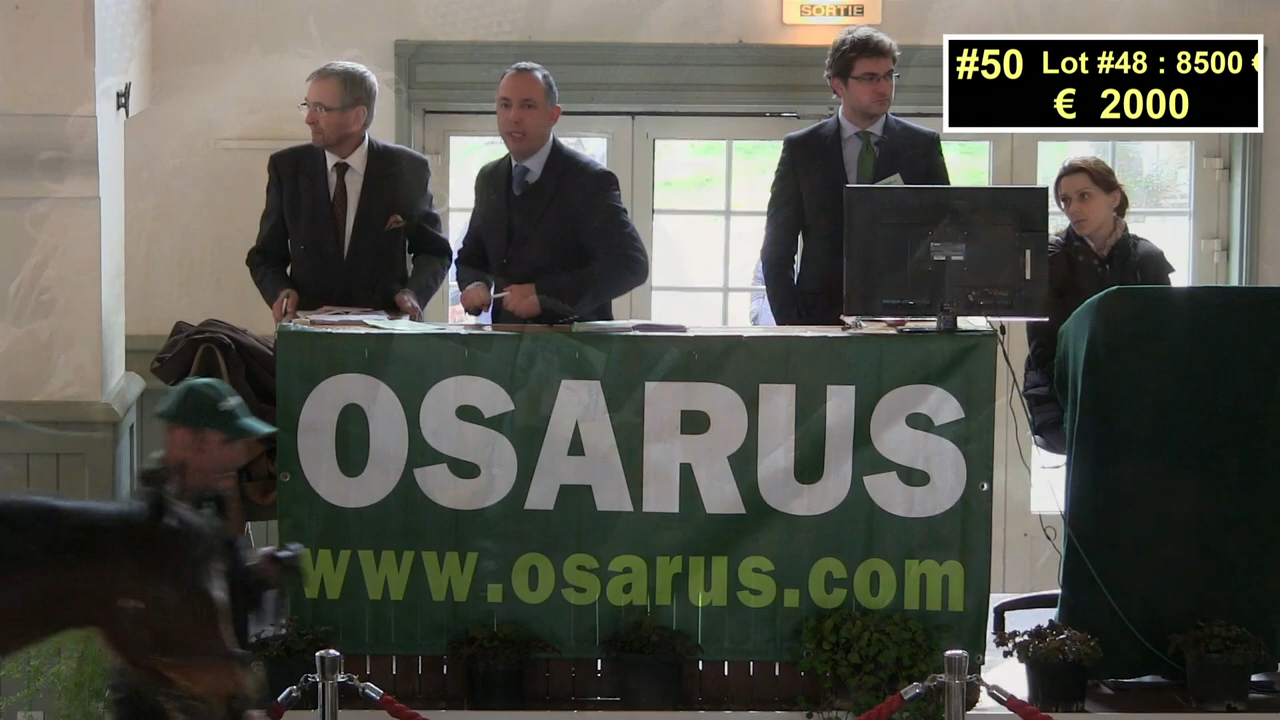 SORTIE
#50 Lot #48 : 8500 €
€ 2000
OSARUS
www.osarus.com